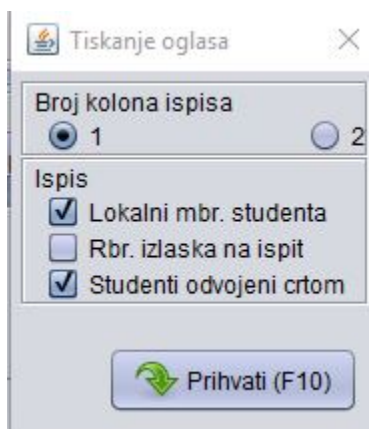 Tiskanje oglasa
Broj kolona ispisa
1 2
Ispis
Lokalni mbr. studenta
Rbr. izlaska na ispit
Studenti odvojeni crtom
Prihvati (F10)